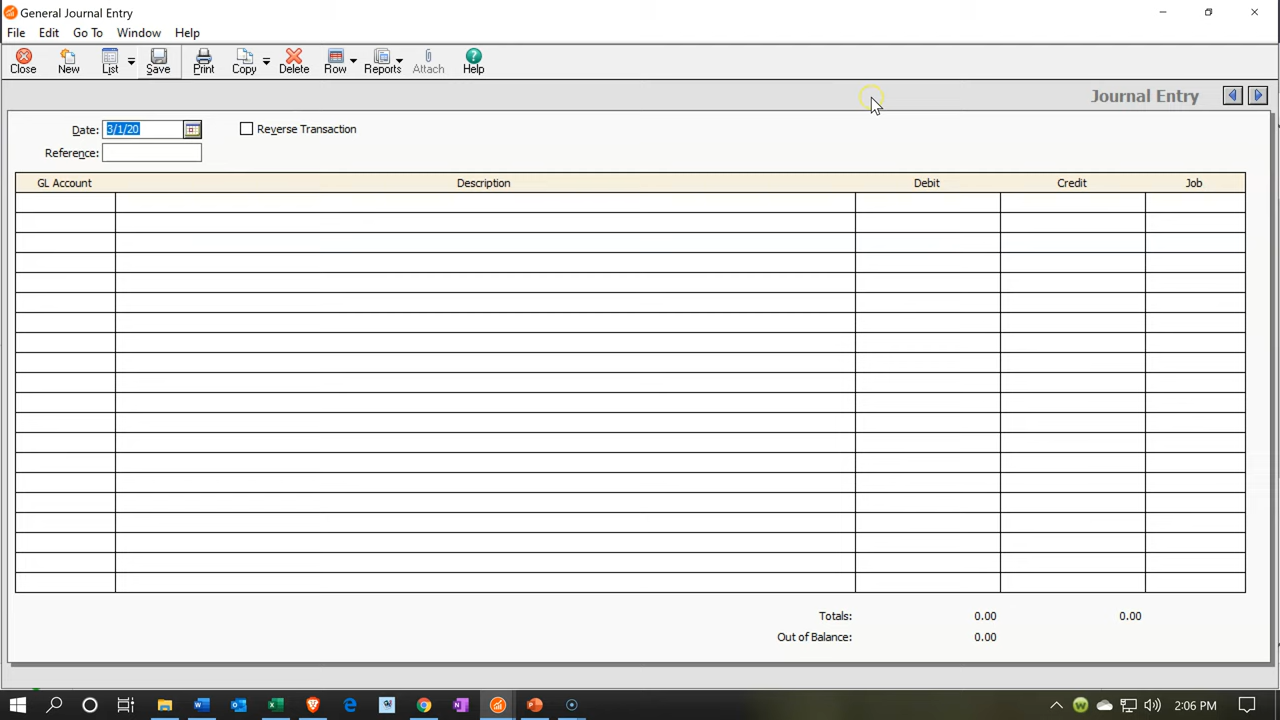 General Journal Entry
File Edit Go To Window Help
Close New List Save Print Copy Delete Row Reports Attach Help
Journal Entry
Date: 3/1/20 Reverse Transaction
Reference:
GL Account Description Debit Credit Job
Totals: 0.00 0.00
Out of Balance: 0.00
2:06 PM